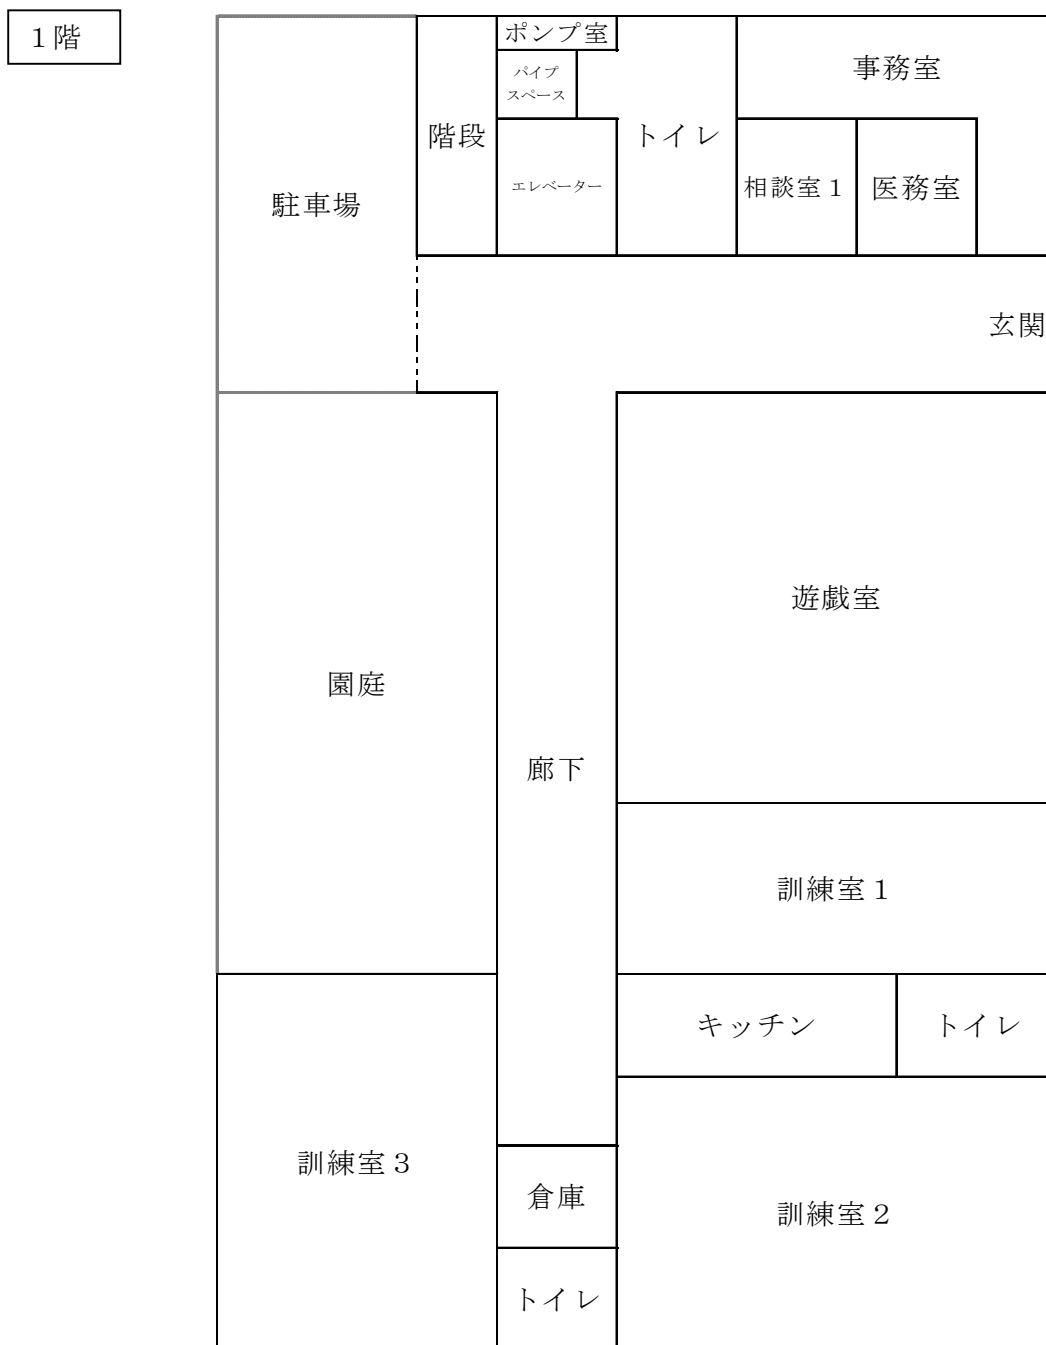 １階
ポンプ室
事務室
パイプ
スペース
階段
トイレ
エレベーター
相談室１
医務室
駐車場
玄関
遊戯室
園庭
廊下
訓練室１
キッチン
トイレ
訓練室３
倉庫
訓練室２
トイレ